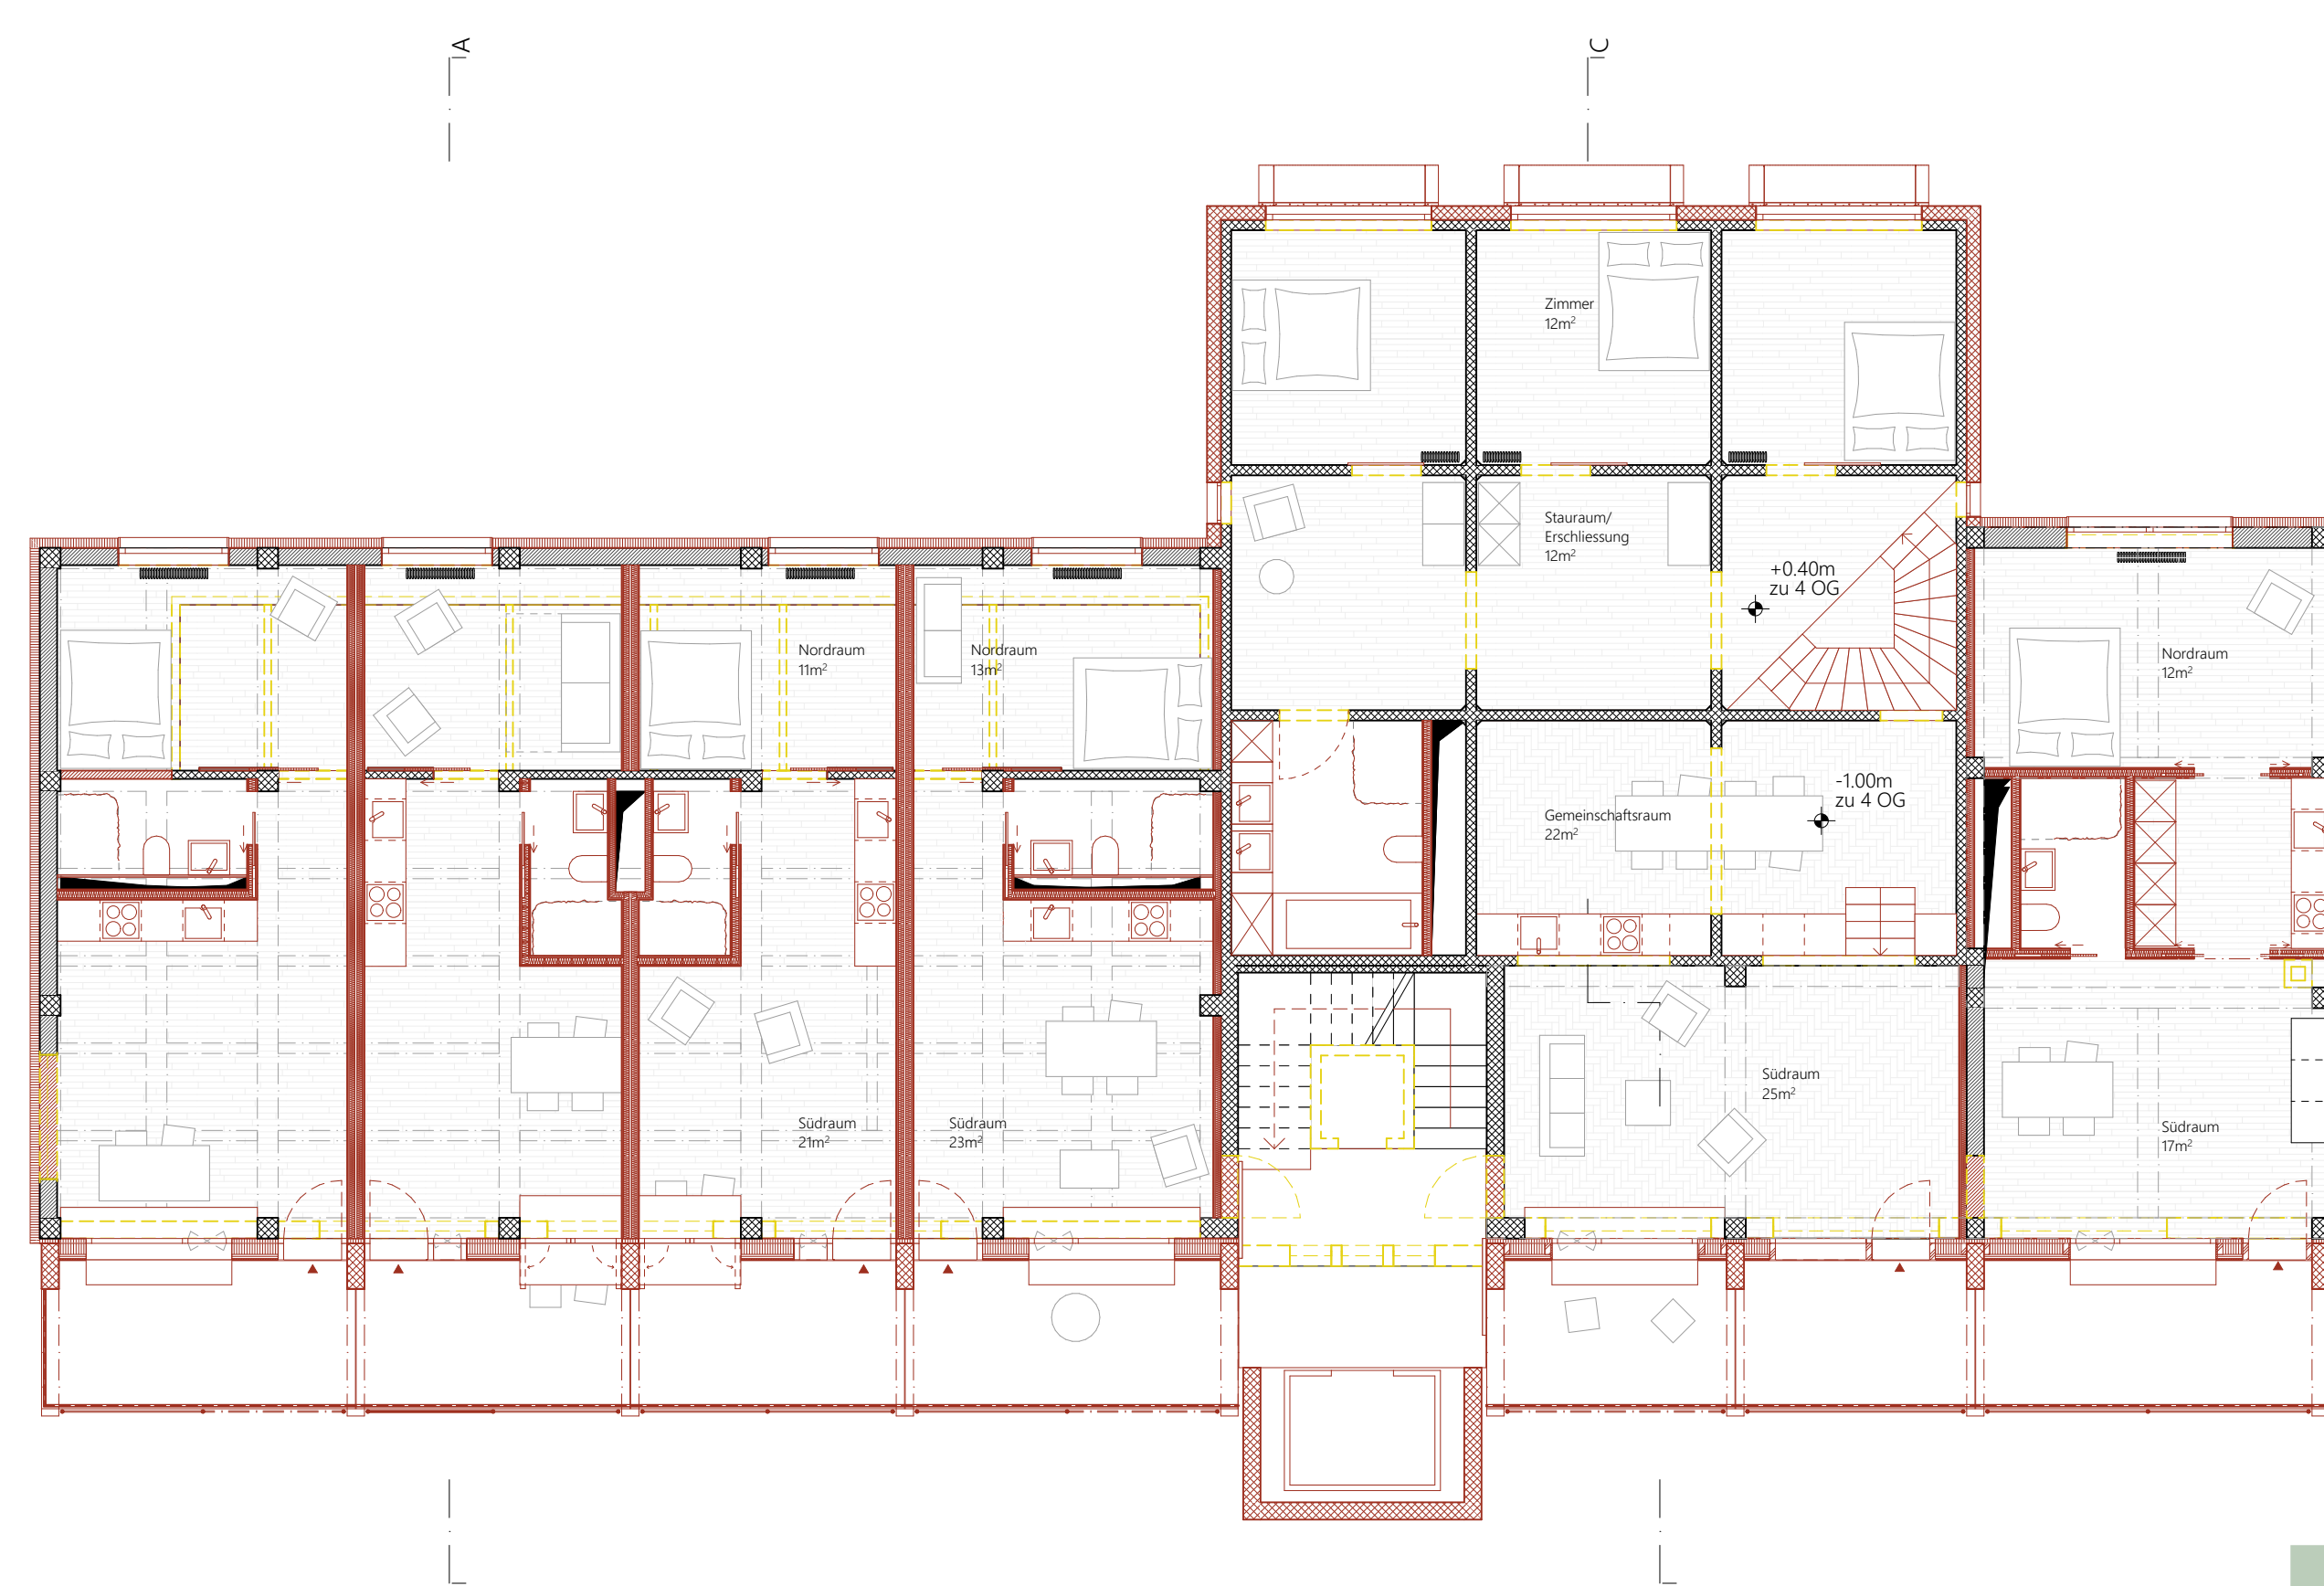 A
C
Zimmer
12m²
Stauraum/
Erschliessung
12m²
+0.40m
zu 4 OG
Nordraum
11m²
Nordraum
13m²
Nordraum
12m²
-1.00m
zu 4 OG
Gemeinschaftsraum
22m²
Südraum
25m²
Südraum
21m²
Südraum
23m²
Südraum
17m²